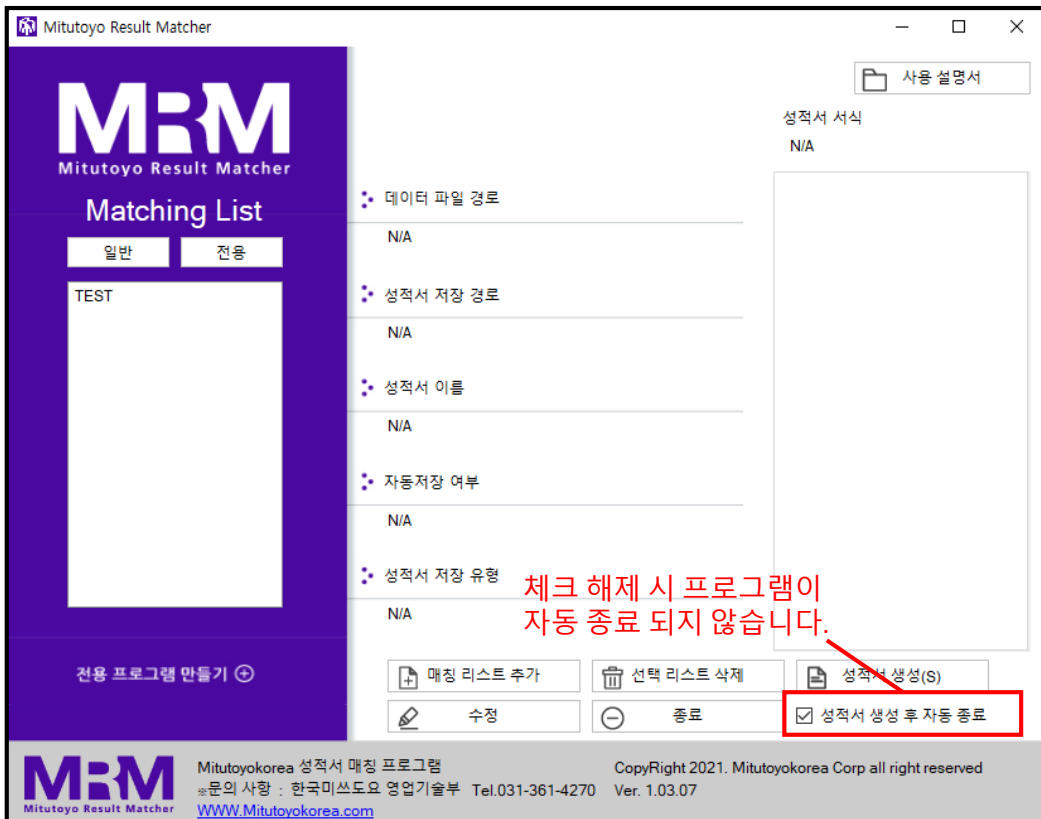 Mitutoyo Result Matcher
MRM
Mitutoyo Result Matcher
Matching List
일반
전용
TEST
전용 프로그램 만들기
사용 설명서
성적서 서식
N/A
데이터 파일 경로
N/A
성적서 저장 경로
N/A
성적서 이름
N/A
자동저장 여부
N/A
성적서 저장 유형
N/A
체크 해제 시 프로그램이
자동 종료 되지 않습니다.
매칭 리스트 추가
선택 리스트 삭제
성적서 생성(S)
수정
종료
성적서 생성 후 자동 종료
MRM
Mitutoyo Result Matcher
Mitutoyokorea 성적서 매칭 프로그램
※문의 사항 : 한국미쓰도요 영업기술부 Tel.031-361-4270
WWW.Mitutoyokorea.com
CopyRight 2021. Mitutoyokorea Corp all right reserved
Ver. 1.03.07